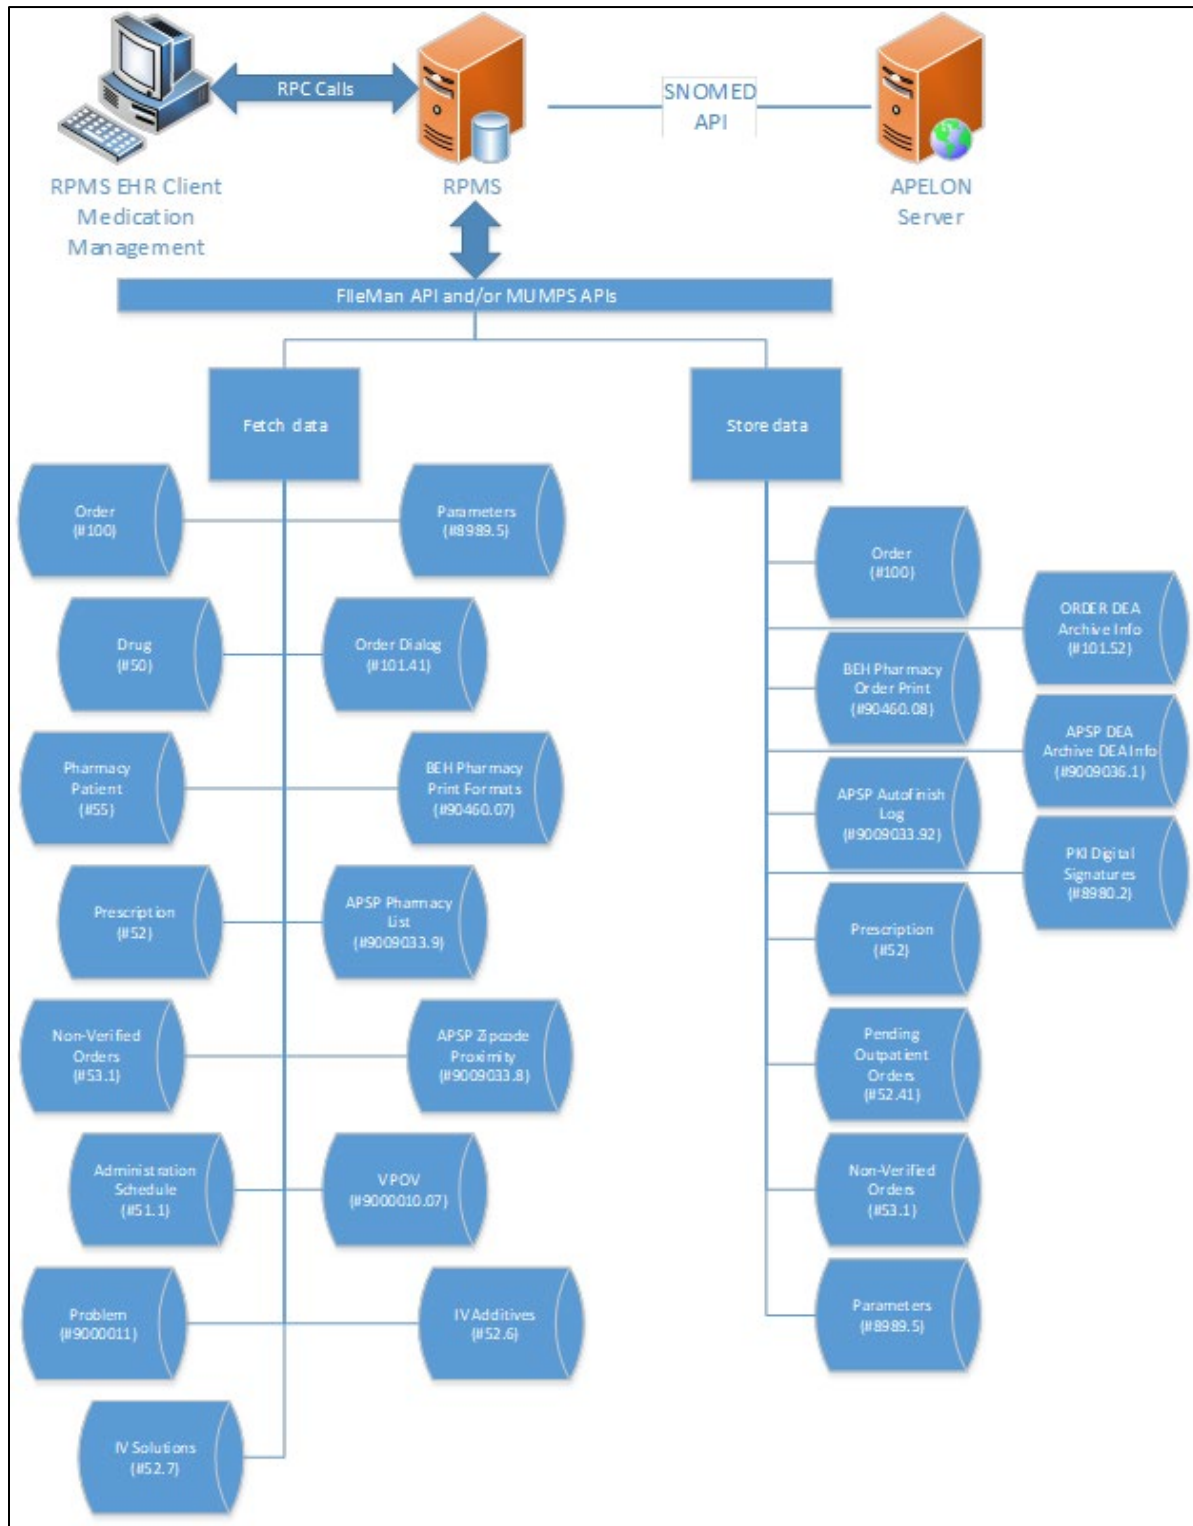 RPC Calls
SNOMED
API
RPMS EHR Client
Medication
Management
RPMS
APELON
Server
FIleMan API and/or MUMPS APIs
Fetch data
Store data
Order
(#100)
Parameters
(#8989.5)
Drug
(#50)
Order Dialog
(#101.41)
Pharmacy
Patient
(#55)
BEH Pharmacy
Print Formats
(#90460.07)
Prescription
(#52)
APSP Pharmacy
List
(#9009033.9)
Non-Verified
Orders
(#53.1)
APSP Zipcode
Proximity
(#9009033.8)
Administration
Schedule
(#51.1)
VPOV
(#9000010.07)
Problem
(#9000011)
IV Additives
(#52.6)
IV Solutions
(#52.7)
Order
(#100)
ORDER DEA
Archive Info
(#101.52)
BEH Pharmacy
Order Print
(#90460.08)
APSP DEA
Archive DEA Info
(#9009036.1)
APSP Autofinish
Log
(#9009033.92)
PKI Digital
Signatures
(#8980.2)
Prescription
(#52)
Pending
Outpatient
Orders
(#52.41)
Non-Verified
Orders
(#53.1)
Parameters
(#8989.5)